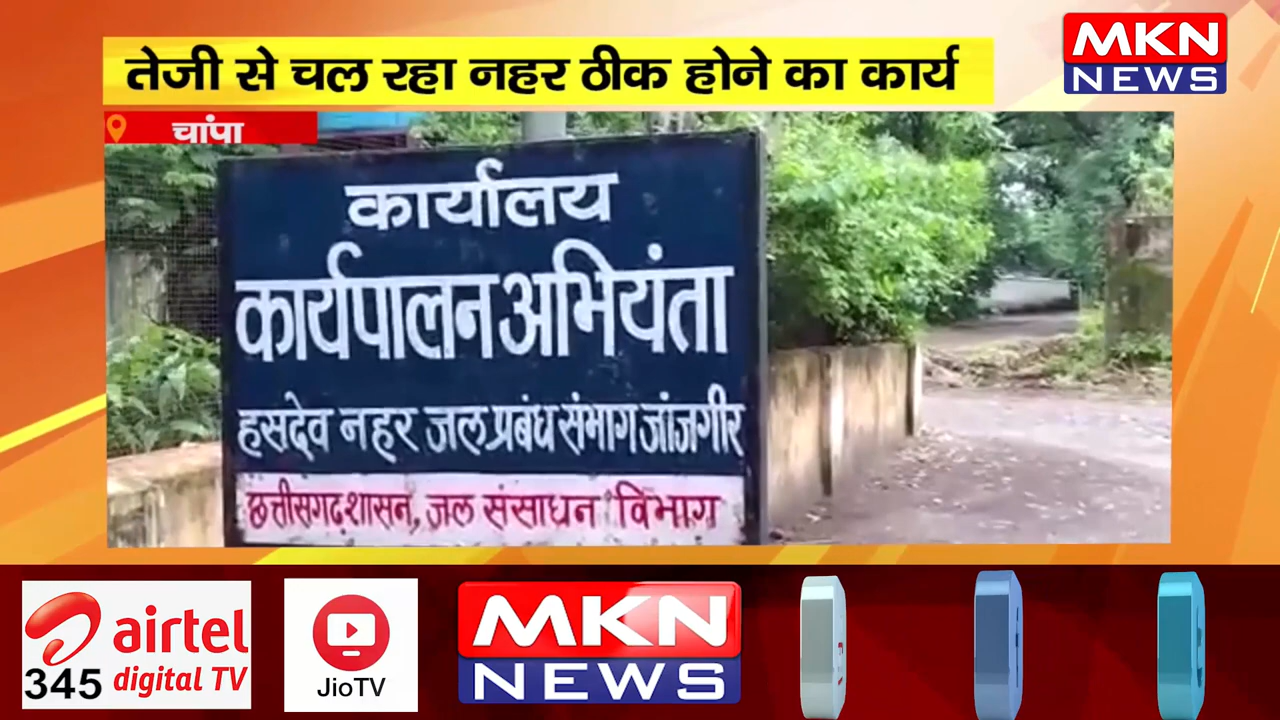 तेजी से चल रहा नहर ठीक होने का कार्य
MKN
NEWS
चांपा
कार्यालय
कार्यपालन अभियंता
हसदेव नहर जल प्रबंध संभाग जांजगीर
छत्तीसगढ़ शासन, जल संसाधन विभाग
airtel
345 digital TV
JioTV
MKN
NEWS